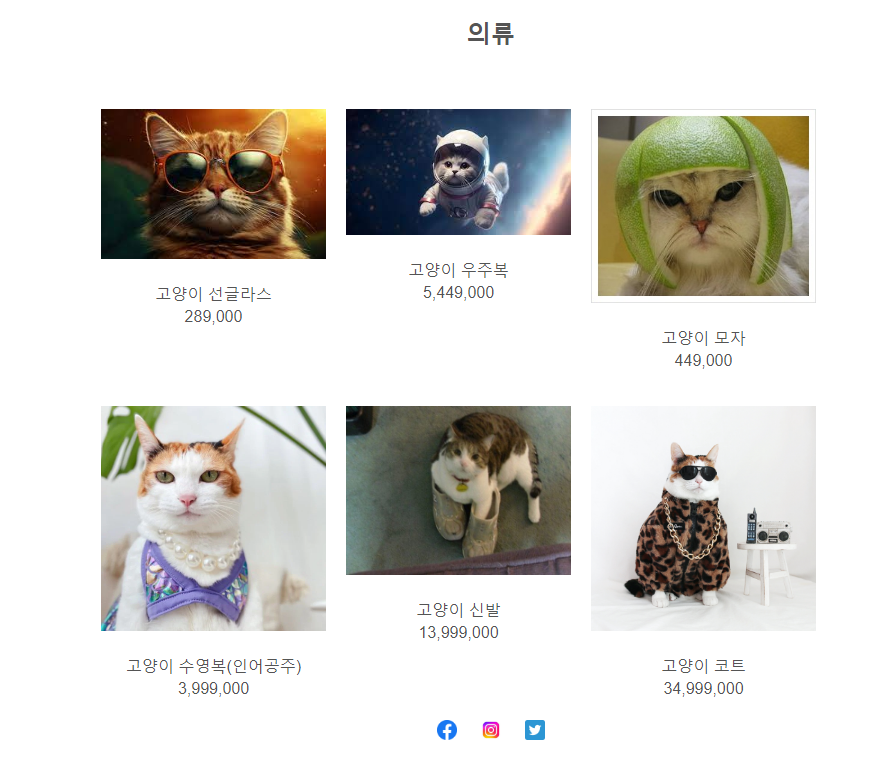 의류
고양이 선글라스
289,000
고양이 우주복
5,449,000
고양이 모자
449,000
고양이 수영복(인어공주)
3,999,000
고양이 신발
13,999,000
고양이 코트
34,999,000